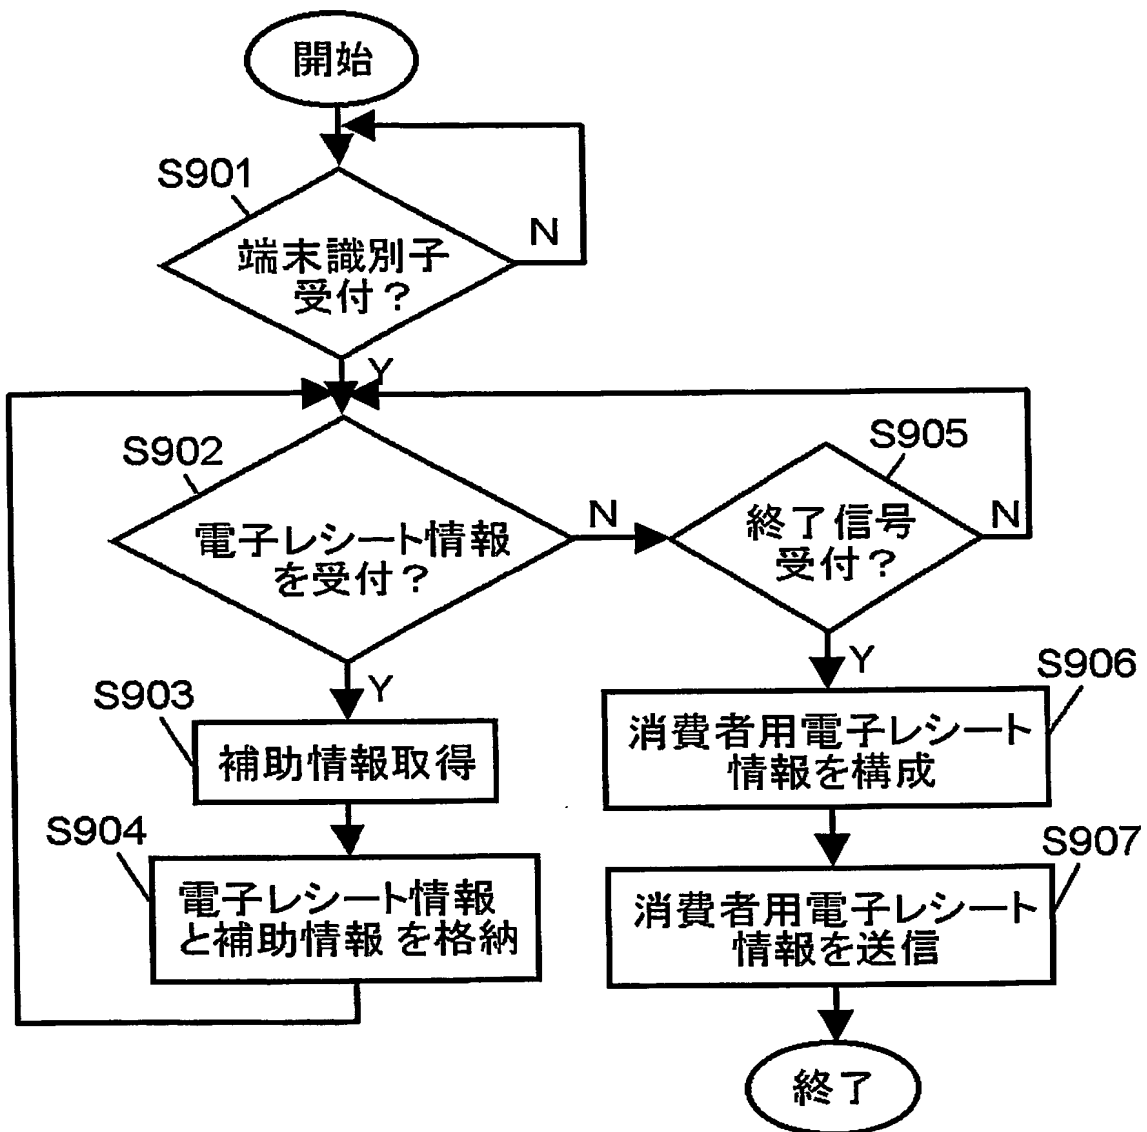 開始
S901
端末識別子
受付?
N
Y
S902
電子レシート情報
を受付?
N
S905
終了信号
受付?
N
Y
Y
S903
補助情報取得
S904
電子レシート情報
と補助情報 を格納
S906
消費者用電子レシート
情報を構成
S907
消費者用電子レシート
情報を送信
終了